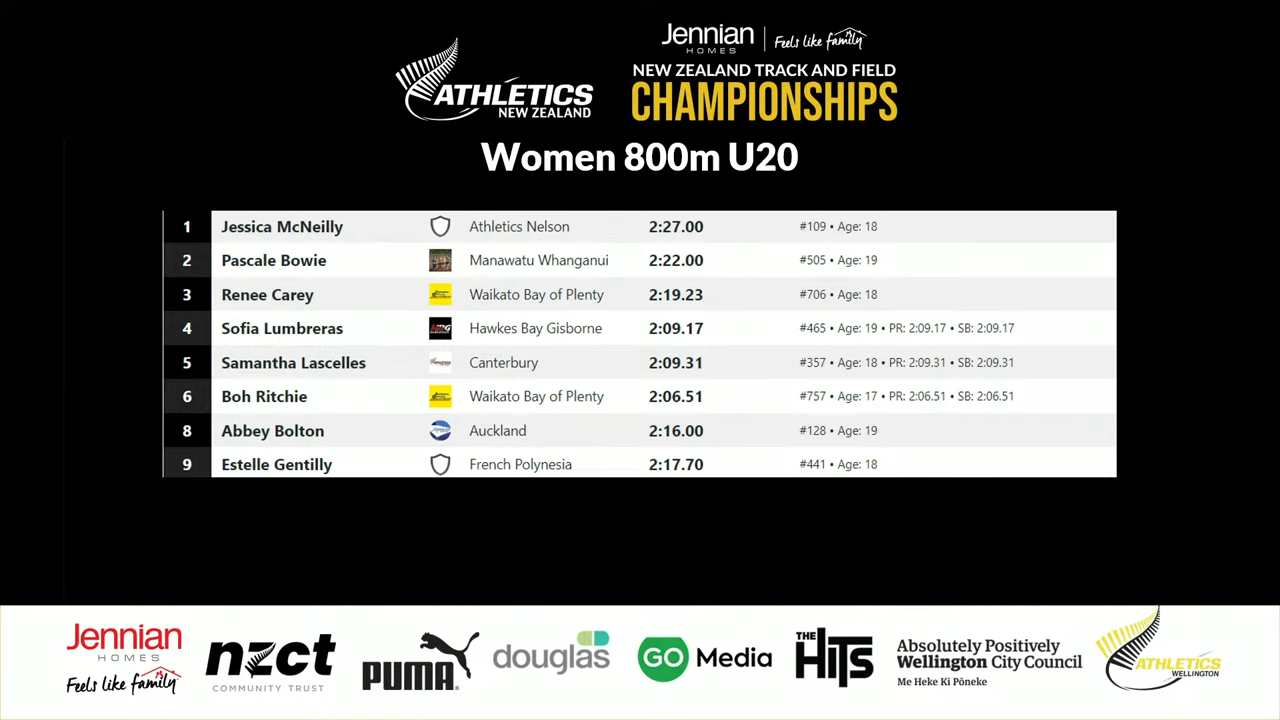 Jennian
HOMES
Feels like family
ATHLETICS
NEW ZEALAND
NEW ZEALAND TRACK AND FIELD
CHAMPIONSHIPS
Women 800m U20
1 Jessica McNeilly Athletics Nelson 2:27.00 #109 • Age: 18
2 Pascale Bowie Manawatu Whanganui 2:22.00 #505 • Age: 19
3 Renee Carey Waikato Bay of Plenty 2:19.23 #706 • Age: 18
4 Sofia Lumbreras Hawkes Bay Gisborne 2:09.17 #465 • Age: 19 • PR: 2:09.17 • SB: 2:09.17
5 Samantha Lascelles Canterbury 2:09.31 #357 • Age: 18 • PR: 2:09.31 • SB: 2:09.31
6 Boh Ritchie Waikato Bay of Plenty 2:06.51 #757 • Age: 17 • PR: 2:06.51 • SB: 2:06.51
8 Abbey Bolton Auckland 2:16.00 #128 • Age: 19
9 Estelle Gentilly French Polynesia 2:17.70 #441 • Age: 18
Jennian
HOMES
Feels like family
nzct
COMMUNITY TRUST
PUMA
douglas
GO Media
THE
HITS
Absolutely Positively
Wellington City Council
Me Heke Ki Pōneke
ATHLETICS
WELLINGTON